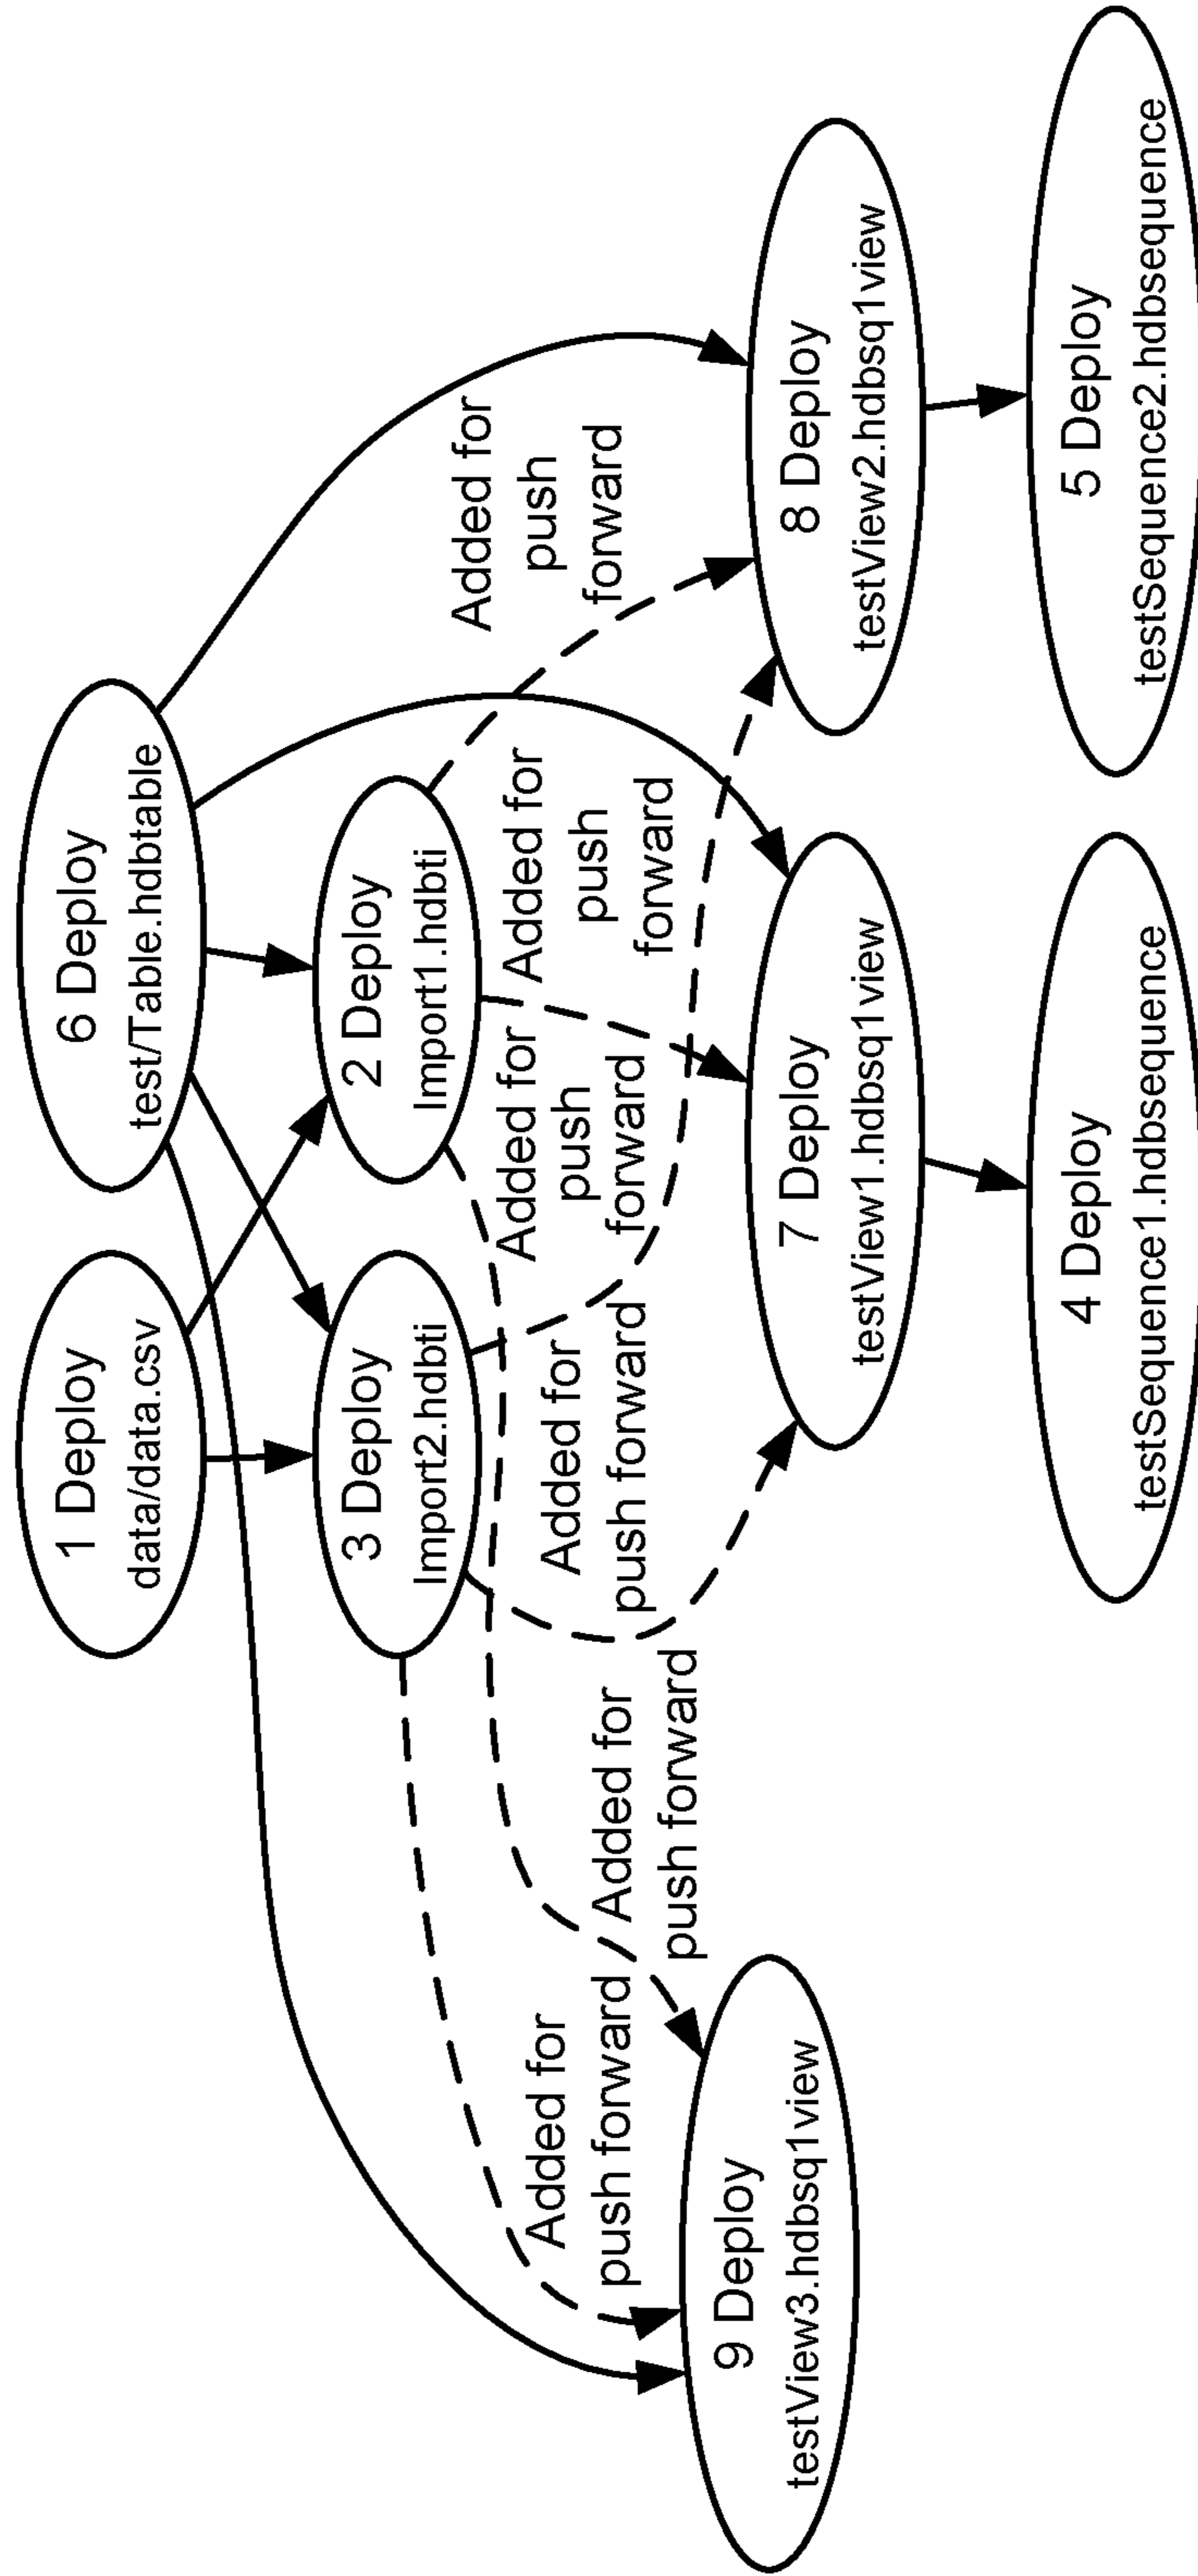 1 Deploy
data/data.csv
6 Deploy
test/Table.hdbtable
3 Deploy
Import2.hdbti
2 Deploy
Import1.hdbti
Added for
push forward
Added for
push forward
Added for
push forward
Added for
push
forward
Added for
push
forward
Added for
push
forward
9 Deploy
testView3.hdbsq1view
7 Deploy
testView1.hdbsq1view
8 Deploy
testView2.hdbsq1view
4 Deploy
testSequence1.hdbsequence
5 Deploy
testSequence2.hdbsequence